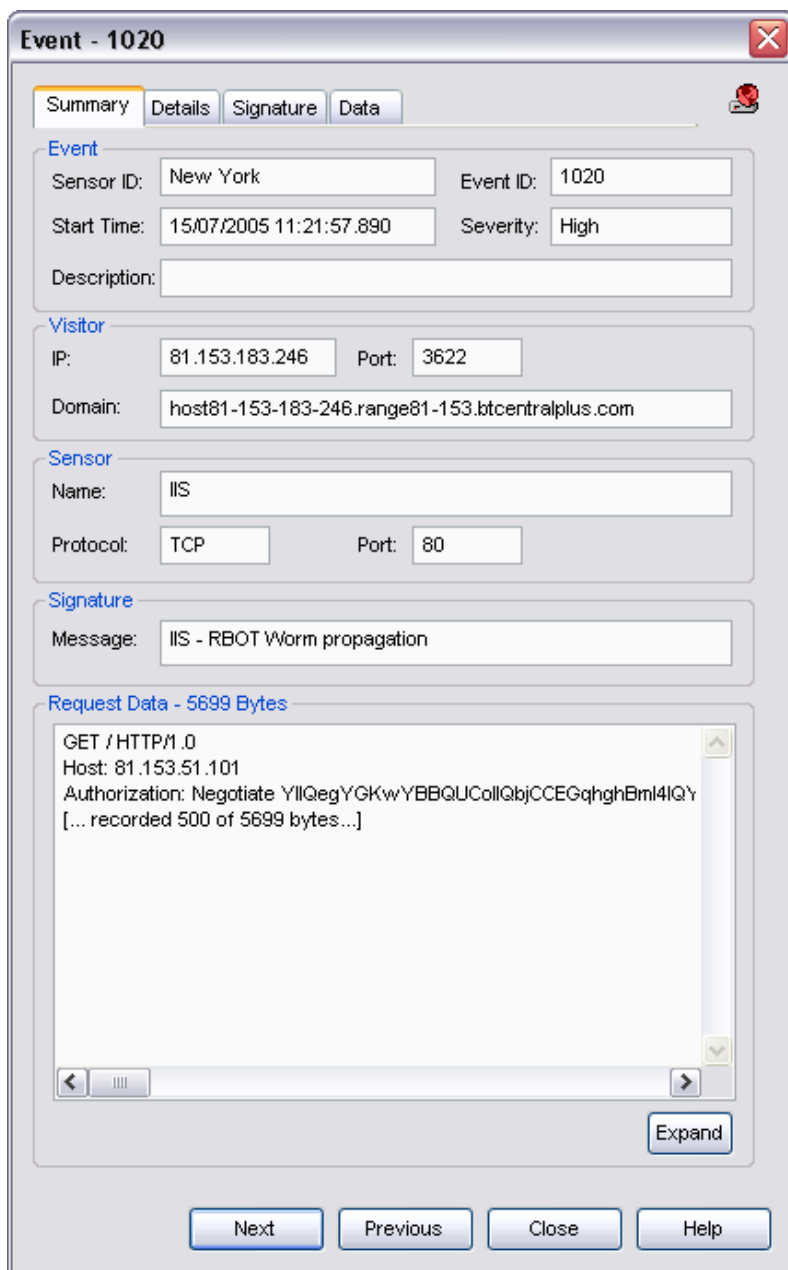 Event - 1020
Summary Details Signature Data
Event
Sensor ID: New York Event ID: 1020
Start Time: 15/07/2005 11:21:57.890 Severity: High
Description:
Visitor
IP: 81.153.183.246 Port: 3622
Domain: host81-153-183-246.range81-153.btcentralplus.com
Sensor
Name: IIS
Protocol: TCP Port: 80
Signature
Message: IIS - RBOT Worm propagation
Request Data - 5699 Bytes
GET / HTTP/1.0
Host: 81.153.51.101
Authorization: Negotiate YIIQegYGKwYBBQUCoIIQbjCCEGqhghBmI4IQY
[... recorded 500 of 5699 bytes...]
Expand
Next Previous Close Help